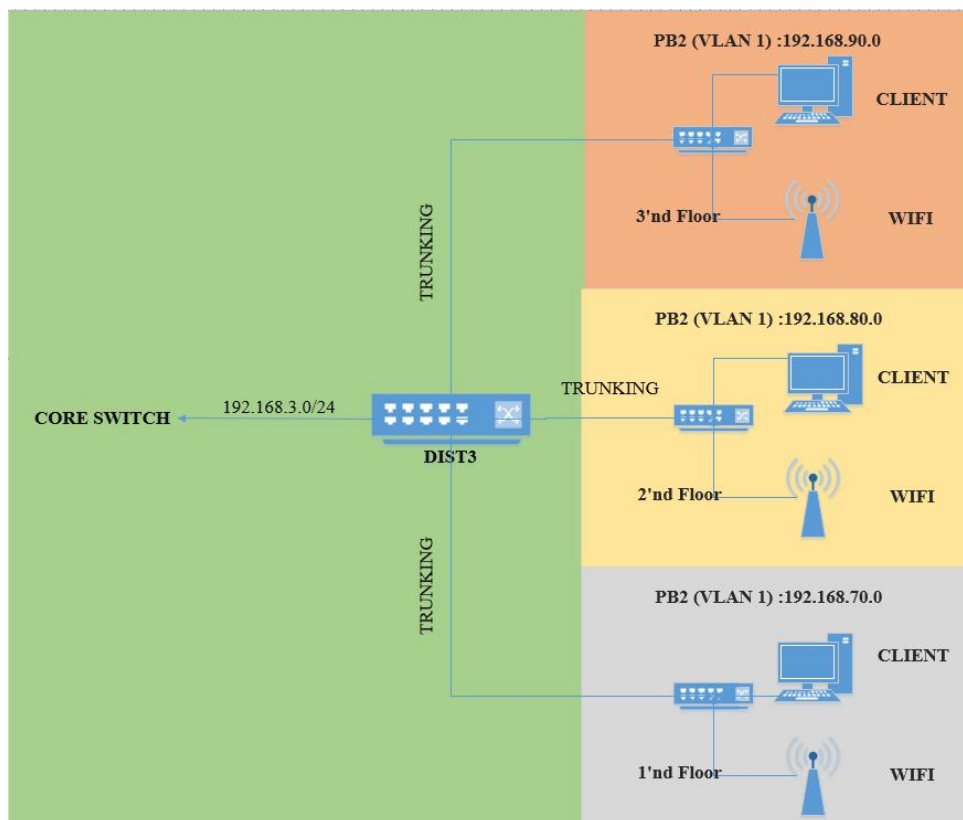 PB2 (VLAN 1) :192.168.90.0
CLIENT
3'nd Floor
WIFI
TRUNKING
PB2 (VLAN 1) :192.168.80.0
CLIENT
TRUNKING
CORE SWITCH
192.168.3.0/24
DIST3
2'nd Floor
WIFI
TRUNKING
PB2 (VLAN 1) :192.168.70.0
CLIENT
1'nd Floor
WIFI